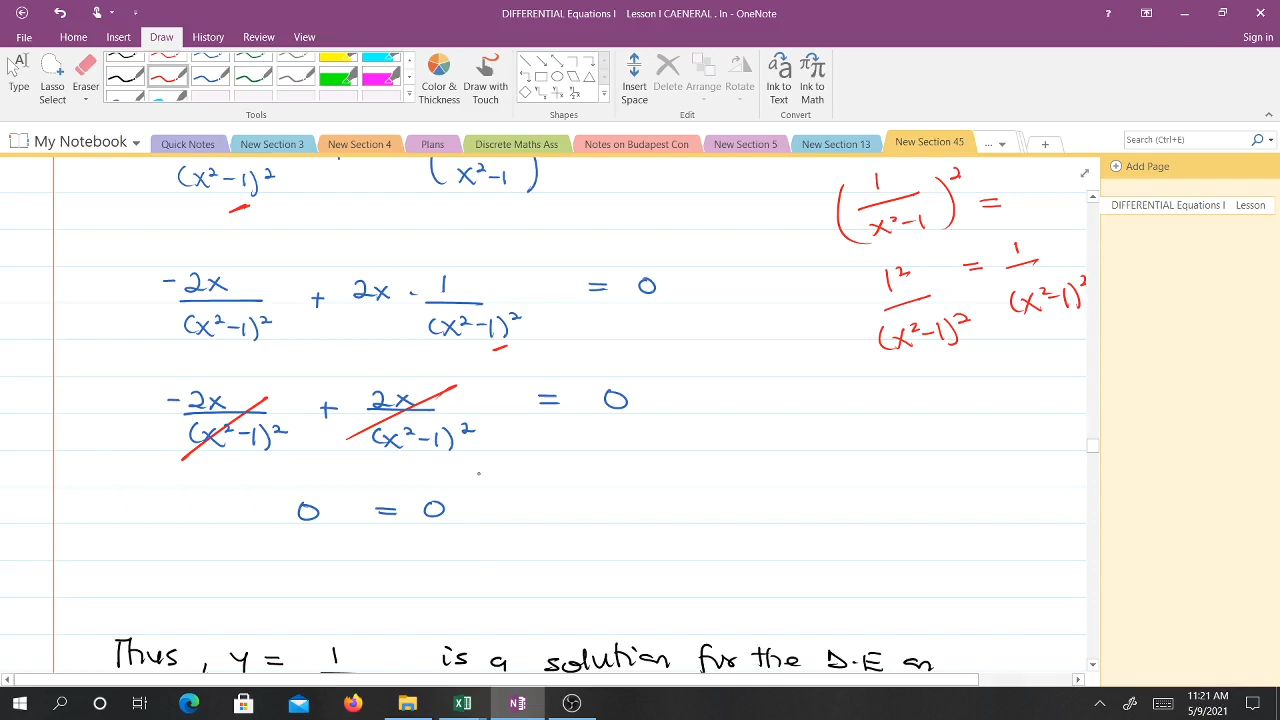 DIFFERENTIAL Equations I Lesson I CAENERAL . In - OneNote
File Home Insert Draw History Review View Sign in
Type Lasso Select Eraser Color & Thickness Draw with Touch Insert Space Delete Arrange Rotate Ink to Text Ink to Math
Tools Shapes Edit Convert
My Notebook Quick Notes New Section 3 New Section 4 Plans Discrete Maths Ass Notes on Budapest Con New Section 5 New Section 13 New Section 45 ... Search (Ctrl+E)
Add Page
DIFFERENTIAL Equations I Lesson
(x²-1)² (x²-1)
(1/(x²-1))² =
1²/(x²-1)² = 1/(x²-1)²
-2x/(x²-1)² + 2x · 1/(x²-1)² = 0
-2x/(x²-1)² + 2x/(x²-1)² = 0
0 = 0
Thus, y = 1 is a solution for the D.E on
11:21 AM
5/9/2021